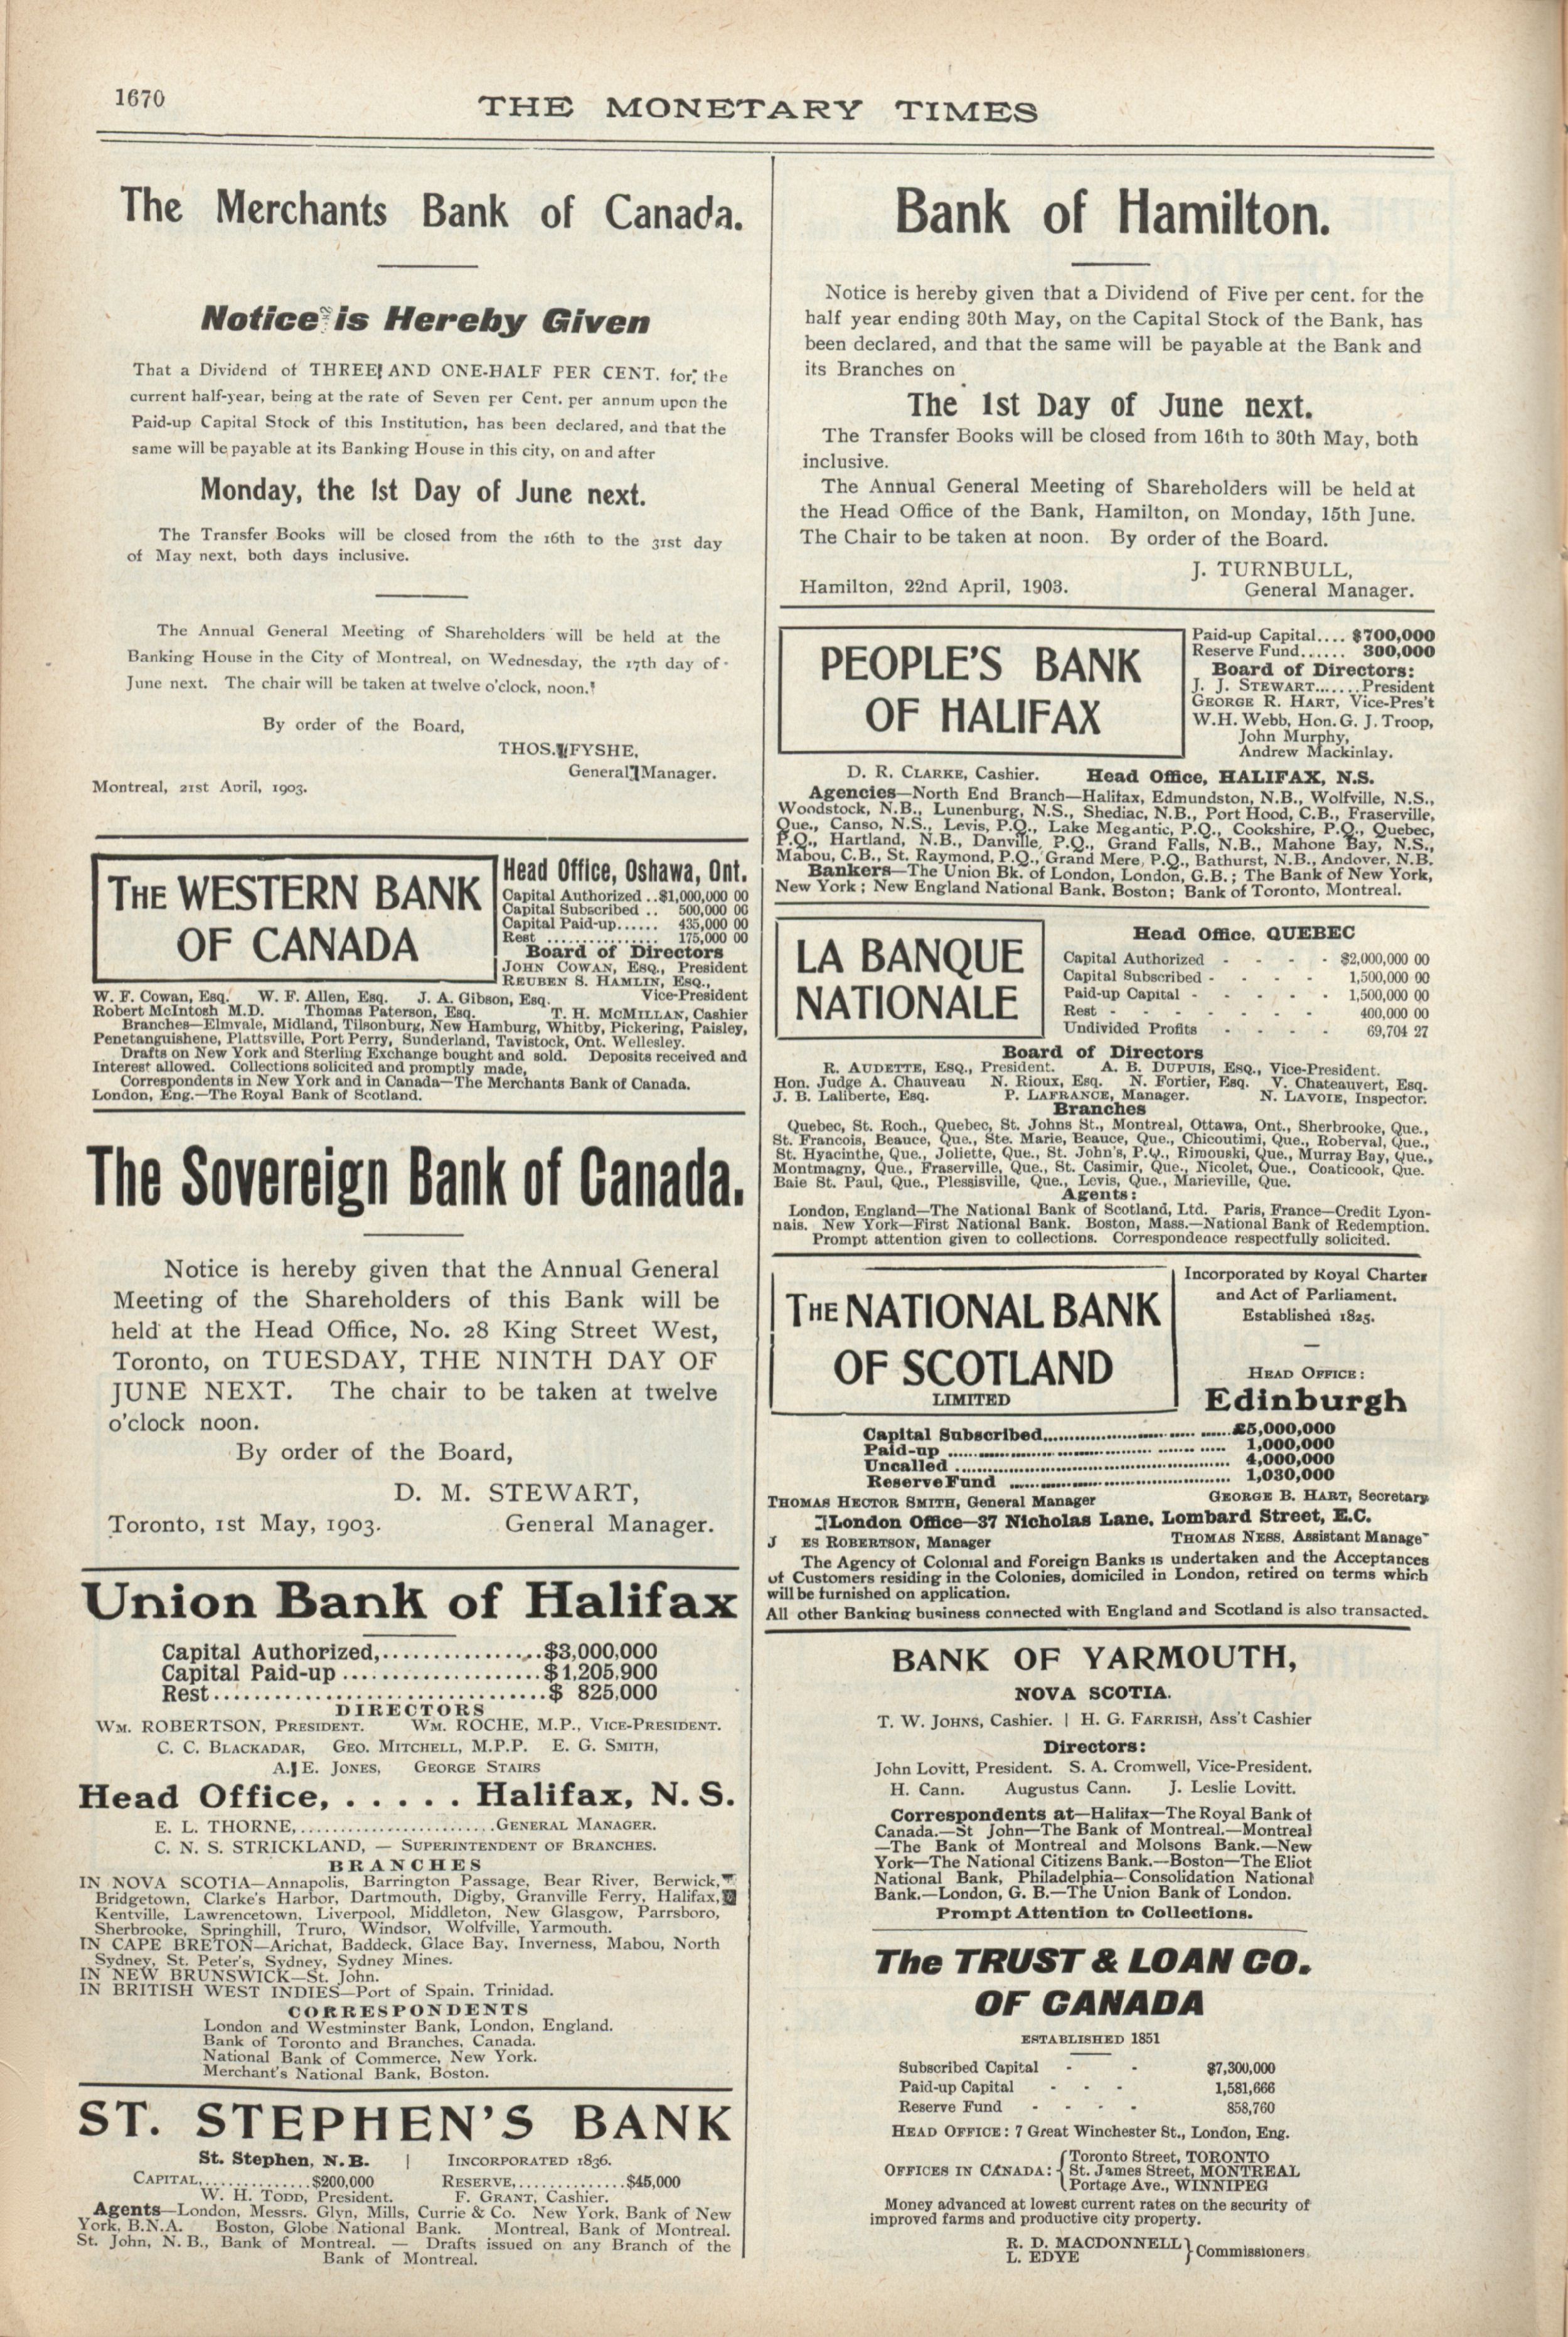 1670
THE MONETARY TIMES
The Merchants Bank of Canada.
Notice is Hereby Given
That a Dividend of THREE AND ONE-HALF PER CENT. for the
current half-year, being at the rate of Seven per Cent. per annum upon the
Paid-up Capital Stock of this Institution, has been declared, and that the
same will be payable at its Banking House in this city, on and after
Monday, the 1st Day of June next.
The Transfer Books will be closed from the 16th to the 31st day
of May next, both days inclusive.
The Annual General Meeting of Shareholders will be held at the
Banking House in the City of Montreal, on Wednesday, the 17th day of
June next. The chair will be taken at twelve o'clock, noon.
By order of the Board,
THOS. FYSHE,
General Manager.
Montreal, 21st April, 1903.
THE WESTERN BANK
OF CANADA
Head Office, Oshawa, Ont.
Capital Authorized ..$1,000,000 00
Capital Subscribed .. 500,000 00
Capital Paid-up...... 435,000 00
Rest ................ 175,000 00
Board of Directors
JOHN COWAN, ESQ., President
REUBEN S. HAMLIN, ESQ.,
Vice-President
W. F. Cowan, Esq. W. F. Allen, Esq. J. A. Gibson, Esq.
Robert McIntosh M.D. Thomas Paterson, Esq. T. H. MCMILLAN, Cashier
Branches—Elmvale, Midland, Tilsonburg, New Hamburg, Whitby, Pickering, Paisley,
Penetanguishene, Plattsville, Port Perry, Sunderland, Tavistock, Ont. Wellesley.
Drafts on New York and Sterling Exchange bought and sold. Deposits received and
Interest allowed. Collections solicited and promptly made,
Correspondents in New York and in Canada—The Merchants Bank of Canada.
London, Eng.—The Royal Bank of Scotland.
The Sovereign Bank of Canada.
Notice is hereby given that the Annual General
Meeting of the Shareholders of this Bank will be
held at the Head Office, No. 28 King Street West,
Toronto, on TUESDAY, THE NINTH DAY OF
JUNE NEXT. The chair to be taken at twelve
o'clock noon.
By order of the Board,
D. M. STEWART,
Toronto, 1st May, 1903. General Manager.
Union Bank of Halifax
Capital Authorized,................$3,000,000
Capital Paid-up ....................$1,205,900
Rest..................................$ 825,000
DIRECTORS
WM. ROBERTSON, PRESIDENT. WM. ROCHE, M.P., VICE-PRESIDENT.
C. C. BLACKADAR, GEO. MITCHELL, M.P.P. E. G. SMITH,
A. E. JONES, GEORGE STAIRS
Head Office, . . . . . Halifax, N. S.
E. L. THORNE,........................GENERAL MANAGER.
C. N. S. STRICKLAND, — SUPERINTENDENT OF BRANCHES.
BRANCHES
IN NOVA SCOTIA—Annapolis, Barrington Passage, Bear River, Berwick,
Bridgetown, Clarke's Harbor, Dartmouth, Digby, Granville Ferry, Halifax,
Kentville, Lawrencetown, Liverpool, Middleton, New Glasgow, Parrsboro,
Sherbrooke, Springhill, Truro, Windsor, Wolfville, Yarmouth.
IN CAPE BRETON—Arichat, Baddeck, Glace Bay, Inverness, Mabou, North
Sydney, St. Peter's, Sydney, Sydney Mines.
IN NEW BRUNSWICK—St. John.
IN BRITISH WEST INDIES—Port of Spain, Trinidad.
CORRESPONDENTS
London and Westminster Bank, London, England.
Bank of Toronto and Branches, Canada.
National Bank of Commerce, New York.
Merchant's National Bank, Boston.
ST. STEPHEN'S BANK
St. Stephen, N.B. | INCORPORATED 1836.
CAPITAL,..............$200,000 RESERVE,..............$45,000
W. H. TODD, President. F. GRANT, Cashier.
Agents—London, Messrs. Glyn, Mills, Currie & Co. New York, Bank of New
York, B.N.A. Boston, Globe National Bank. Montreal, Bank of Montreal.
St. John, N. B., Bank of Montreal. — Drafts issued on any Branch of the
Bank of Montreal.
Bank of Hamilton.
Notice is hereby given that a Dividend of Five per cent. for the
half year ending 30th May, on the Capital Stock of the Bank, has
been declared, and that the same will be payable at the Bank and
its Branches on
The 1st Day of June next.
The Transfer Books will be closed from 16th to 30th May, both
inclusive.
The Annual General Meeting of Shareholders will be held at
the Head Office of the Bank, Hamilton, on Monday, 15th June.
The Chair to be taken at noon. By order of the Board.
J. TURNBULL,
Hamilton, 22nd April, 1903. General Manager.
PEOPLE'S BANK
OF HALIFAX
Paid-up Capital.... $700,000
Reserve Fund...... 300,000
Board of Directors:
J. J. STEWART.......President
GEORGE R. HART, Vice-Pres't
W.H. Webb, Hon. G. J. Troop,
John Murphy,
Andrew Mackinlay.
D. R. CLARKE, Cashier. Head Office, HALIFAX, N.S.
Agencies—North End Branch—Halifax, Edmundston, N.B., Wolfville, N.S.,
Woodstock, N.B., Lunenburg, N.S., Shediac, N.B., Port Hood, C.B., Fraserville,
Que., Canso, N.S., Levis, P.Q., Lake Megantic, P.Q., Cookshire, P.Q., Quebec,
P.Q., Hartland, N.B., Danville, P.Q., Grand Falls, N.B., Mahone Bay, N.S.,
Mabou, C.B., St. Raymond, P.Q., Grand Mere, P.Q., Bathurst, N.B., Andover, N.B.
Bankers—The Union Bk. of London, London, G.B.; The Bank of New York,
New York; New England National Bank, Boston; Bank of Toronto, Montreal.
LA BANQUE
NATIONALE
Head Office, QUEBEC
Capital Authorized - - - - $2,000,000 00
Capital Subscribed - - - - 1,500,000 00
Paid-up Capital - - - - - 1,500,000 00
Rest - - - - - - - 400,000 00
Undivided Profits - - - - 69,704 27
Board of Directors
R. AUDETTE, ESQ., President. A. B. DUPUIS, ESQ., Vice-President.
Hon. Judge A. Chauveau N. Rioux, Esq. N. Fortier, Esq. V. Chateauvert, Esq.
J. B. Laliberte, Esq. P. LAFRANCE, Manager. N. LAVOIE, Inspector.
Branches
Quebec, St. Roch., Quebec, St. Johns St., Montreal, Ottawa, Ont., Sherbrooke, Que.,
St. Francois, Beauce, Que., Ste. Marie, Beauce, Que., Chicoutimi, Que., Roberval, Que.,
St. Hyacinthe, Que., Joliette, Que., St. John's, P.Q., Rimouski, Que., Murray Bay, Que.,
Montmagny, Que., Fraserville, Que., St. Casimir, Que., Nicolet, Que., Coaticook, Que.
Baie St. Paul, Que., Plessisville, Que., Levis, Que., Marieville, Que.
Agents:
London, England—The National Bank of Scotland, Ltd. Paris, France—Credit Lyon-
nais. New York—First National Bank. Boston, Mass.—National Bank of Redemption.
Prompt attention given to collections. Correspondence respectfully solicited.
THE NATIONAL BANK
OF SCOTLAND
LIMITED
Incorporated by Royal Charter
and Act of Parliament.
Established 1825.
HEAD OFFICE:
Edinburgh
Capital Subscribed..............................£5,000,000
Paid-up .............................. 1,000,000
Uncalled .............................. 4,000,000
Reserve Fund .............................. 1,030,000
THOMAS HECTOR SMITH, General Manager GEORGE B. HART, Secretary
London Office—37 Nicholas Lane, Lombard Street, E.C.
J ES ROBERTSON, Manager THOMAS NESS, Assistant Manage
The Agency of Colonial and Foreign Banks is undertaken and the Acceptances
of Customers residing in the Colonies, domiciled in London, retired on terms which
will be furnished on application.
All other Banking business connected with England and Scotland is also transacted.
BANK OF YARMOUTH,
NOVA SCOTIA.
T. W. JOHNS, Cashier. | H. G. FARRISH, Ass't Cashier
Directors:
John Lovitt, President. S. A. Cromwell, Vice-President.
H. Cann. Augustus Cann. J. Leslie Lovitt.
Correspondents at—Halifax—The Royal Bank of
Canada.—St John—The Bank of Montreal.—Montreal
—The Bank of Montreal and Molsons Bank.—New
York—The National Citizens Bank.—Boston—The Eliot
National Bank, Philadelphia—Consolidation National
Bank.—London, G. B.—The Union Bank of London.
Prompt Attention to Collections.
The TRUST & LOAN CO.
OF CANADA
ESTABLISHED 1851
Subscribed Capital - - $7,300,000
Paid-up Capital - - - 1,581,666
Reserve Fund - - - - 858,760
HEAD OFFICE: 7 Great Winchester St., London, Eng.
OFFICES IN CANADA: { Toronto Street, TORONTO
St. James Street, MONTREAL
Portage Ave., WINNIPEG
Money advanced at lowest current rates on the security of
improved farms and productive city property.
R. D. MACDONNELL } Commissioners.
L. EDYE